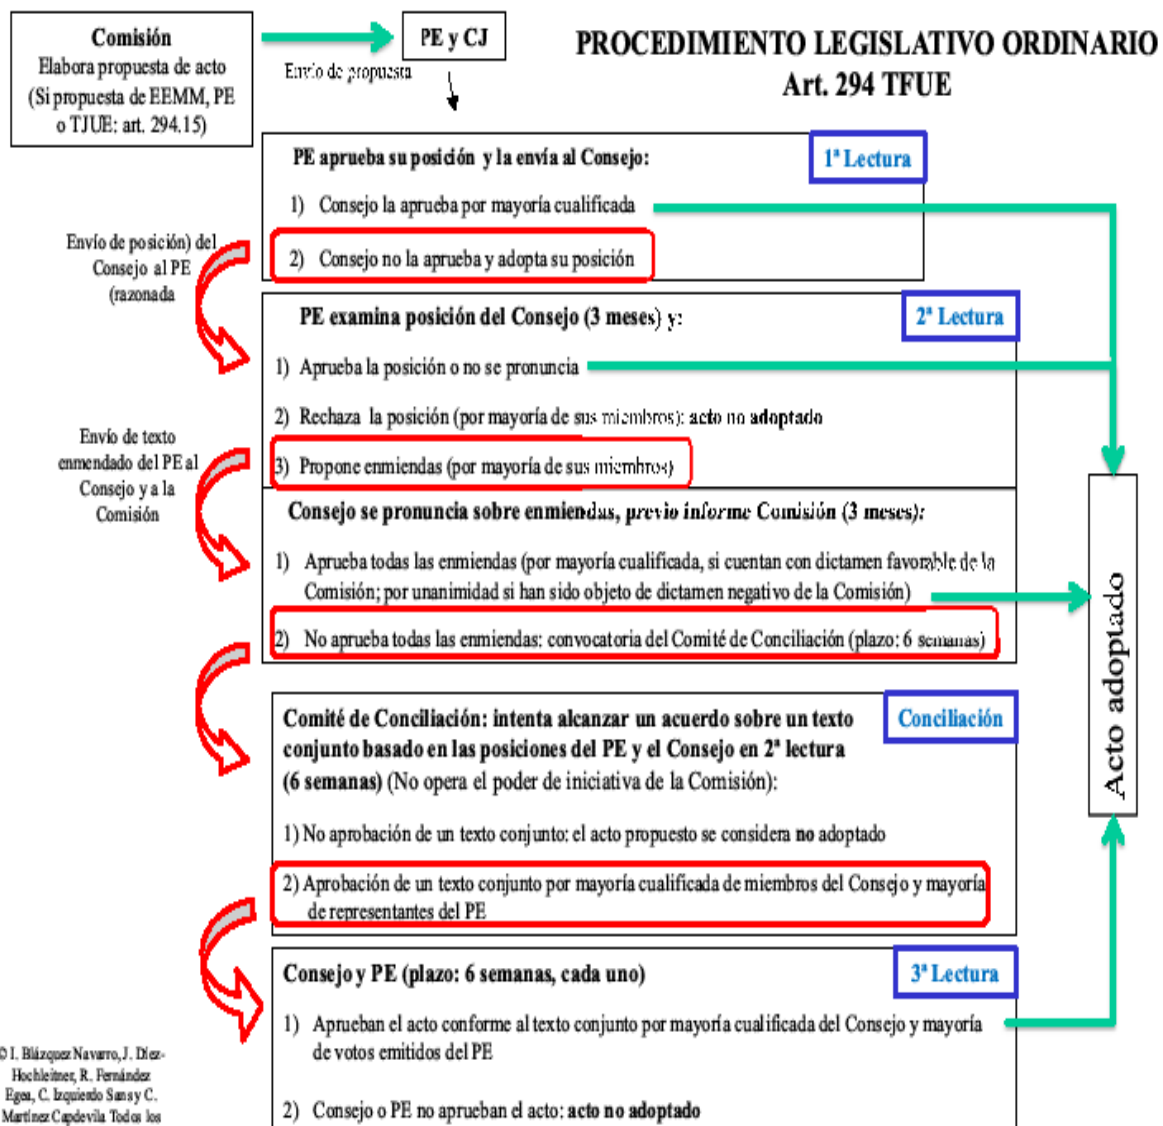 Comisión
Elabora propuesta de acto
(Si propuesta de EEMM, PE
o TJUE: art. 294.15)
Envío de propuesta
PE y CJ
PROCEDIMIENTO LEGISLATIVO ORDINARIO
Art. 294 TFUE
PE aprueba su posición y la envía al Consejo:
1ª Lectura
1) Consejo la aprueba por mayoría cualificada
2) Consejo no la aprueba y adopta su posición
Envío de posición) del
Consejo al PE
(razonada
PE examina posición del Consejo (3 meses) y:
2ª Lectura
1) Aprueba la posición o no se pronuncia
2) Rechaza la posición (por mayoría de sus miembros): acto no adoptado
3) Propone enmiendas (por mayoría de sus miembros)
Envío de texto
enmendado del PE al
Consejo y a la
Comisión
Consejo se pronuncia sobre enmiendas, previo informe Comisión (3 meses):
1) Aprueba todas las enmiendas (por mayoría cualificada, si cuentan con dictamen favorable de la
Comisión; por unanimidad si han sido objeto de dictamen negativo de la Comisión)
2) No aprueba todas las enmiendas: convocatoria del Comité de Conciliación (plazo: 6 semanas)
Acto adoptado
Comité de Conciliación: intenta alcanzar un acuerdo sobre un texto
conjunto basado en las posiciones del PE y el Consejo en 2ª lectura
(6 semanas) (No opera el poder de iniciativa de la Comisión):
Conciliación
1) No aprobación de un texto conjunto: el acto propuesto se considera no adoptado
2) Aprobación de un texto conjunto por mayoría cualificada de miembros del Consejo y mayoría
de representantes del PE
Consejo y PE (plazo: 6 semanas, cada uno)
3ª Lectura
1) Aprueban el acto conforme al texto conjunto por mayoría cualificada del Consejo y mayoría
de votos emitidos del PE
2) Consejo o PE no aprueban el acto: acto no adoptado
© I. Blázquez Navarro, J. Díez-
Hochleitner, R. Fernández
Egea, C. Izquierdo Sans y C.
Martínez Capdevila Todos los